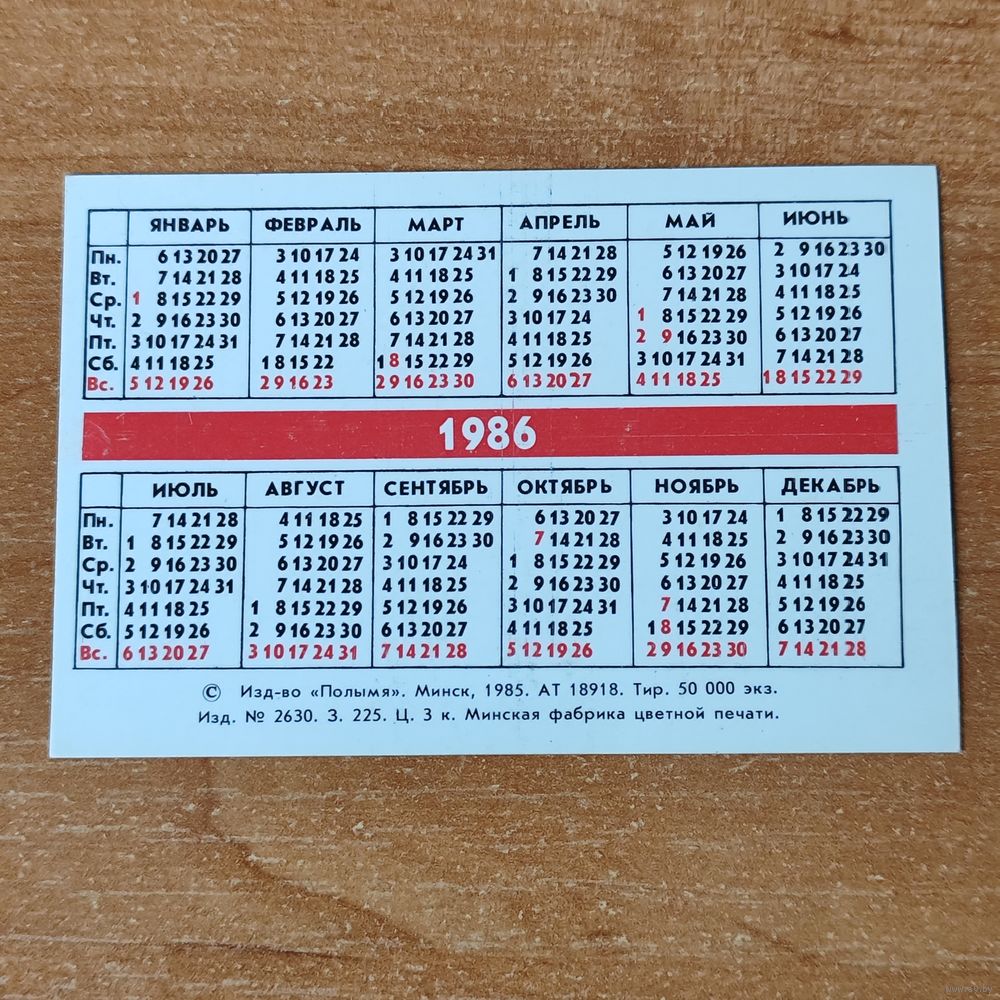 ЯНВАРЬ ФЕВРАЛЬ МАРТ АПРЕЛЬ МАЙ ИЮНЬ
Пн. 6 13 20 27 3 10 17 24 3 10 17 24 31 7 14 21 28 5 12 19 26 2 9 16 23 30
Вт. 7 14 21 28 4 11 18 25 4 11 18 25 1 8 15 22 29 6 13 20 27 3 10 17 24
Ср. 1 8 15 22 29 5 12 19 26 5 12 19 26 2 9 16 23 30 7 14 21 28 4 11 18 25
Чт. 2 9 16 23 30 6 13 20 27 6 13 20 27 3 10 17 24 1 8 15 22 29 5 12 19 26
Пт. 3 10 17 24 31 7 14 21 28 7 14 21 28 4 11 18 25 2 9 16 23 30 6 13 20 27
Сб. 4 11 18 25 1 8 15 22 1 8 15 22 29 5 12 19 26 3 10 17 24 31 7 14 21 28
Вс. 5 12 19 26 2 9 16 23 2 9 16 23 30 6 13 20 27 4 11 18 25 1 8 15 22 29
1986
ИЮЛЬ АВГУСТ СЕНТЯБРЬ ОКТЯБРЬ НОЯБРЬ ДЕКАБРЬ
Пн. 7 14 21 28 4 11 18 25 1 8 15 22 29 6 13 20 27 3 10 17 24 1 8 15 22 29
Вт. 1 8 15 22 29 5 12 19 26 2 9 16 23 30 7 14 21 28 4 11 18 25 2 9 16 23 30
Ср. 2 9 16 23 30 6 13 20 27 3 10 17 24 1 8 15 22 29 5 12 19 26 3 10 17 24 31
Чт. 3 10 17 24 31 7 14 21 28 4 11 18 25 2 9 16 23 30 6 13 20 27 4 11 18 25
Пт. 4 11 18 25 1 8 15 22 29 5 12 19 26 3 10 17 24 31 7 14 21 28 5 12 19 26
Сб. 5 12 19 26 2 9 16 23 30 6 13 20 27 4 11 18 25 1 8 15 22 29 6 13 20 27
Вс. 6 13 20 27 3 10 17 24 31 7 14 21 28 5 12 19 26 2 9 16 23 30 7 14 21 28
© Изд-во «Полымя». Минск, 1985. АТ 18918. Тир. 50 000 экз.
Изд. № 2630. З. 225. Ц. 3 к. Минская фабрика цветной печати.